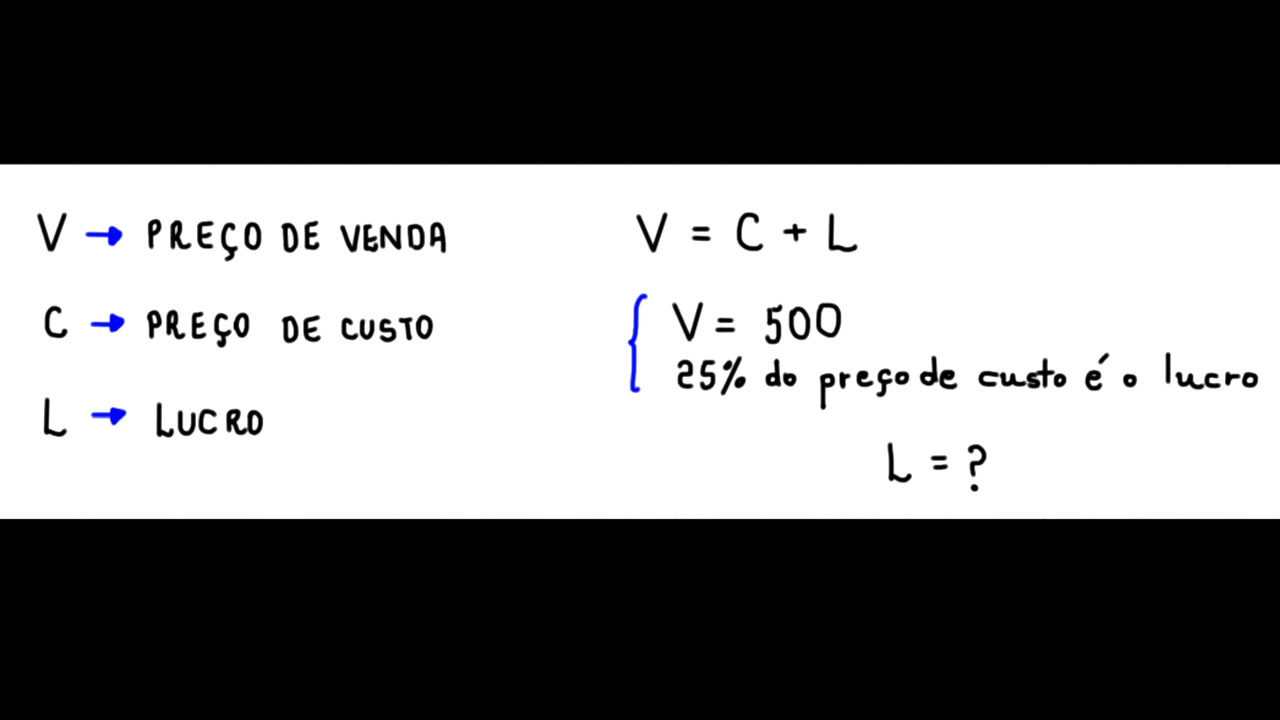 V → PREÇO DE VENDA
C → PREÇO DE CUSTO
L → LUCRO
V = C + L
V = 500
25% do preço de custo é o lucro
L = ?